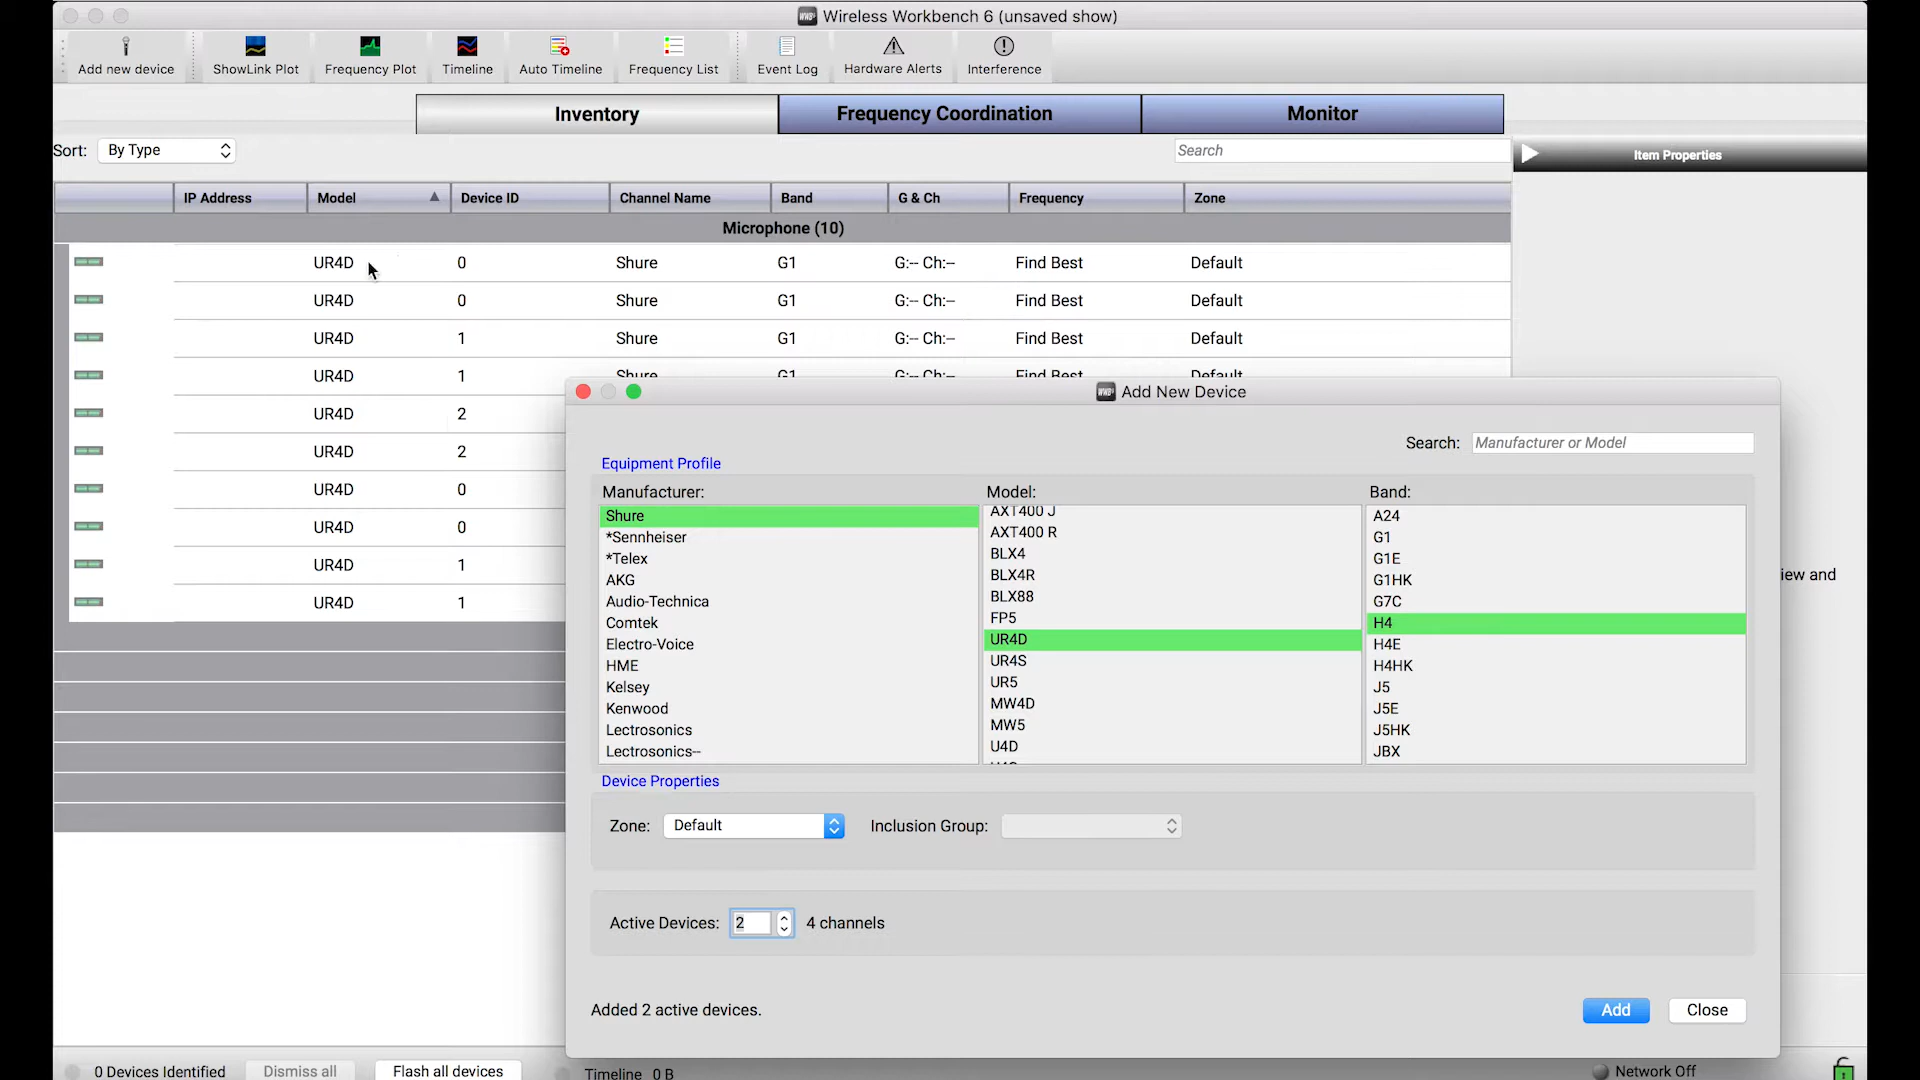 Wireless Workbench 6 (unsaved show)
Add new device ShowLink Plot Frequency Plot Timeline Auto Timeline Frequency List Event Log Hardware Alerts Interference
Inventory Frequency Coordination Monitor
Sort: By Type Search Item Properties
IP Address Model Device ID Channel Name Band G & Ch Frequency Zone
Microphone (10)
UR4D 0 Shure G1 G:-- Ch:-- Find Best Default
UR4D 0 Shure G1 G:-- Ch:-- Find Best Default
UR4D 1 Shure G1 G:-- Ch:-- Find Best Default
UR4D 1 Shure G1 G:-- Ch:-- Find Best Default
UR4D 2
UR4D 2
UR4D 0
UR4D 0
UR4D 1
UR4D 1
iew and
Add New Device
Search: Manufacturer or Model
Equipment Profile
Manufacturer: Model: Band:
Shure AXT400 J A24
*Sennheiser AXT400 R G1
*Telex BLX4 G1E
AKG BLX4R G1HK
Audio-Technica BLX88 G7C
Comtek FP5 H4
Electro-Voice UR4D H4E
HME UR4S H4HK
Kelsey UR5 J5
Kenwood MW4D J5E
Lectrosonics MW5 J5HK
Lectrosonics-- U4D JBX
Device Properties
Zone: Default Inclusion Group:
Active Devices: 2 4 channels
Added 2 active devices. Add Close
0 Devices Identified Dismiss all Flash all devices Timeline 0 B Network Off